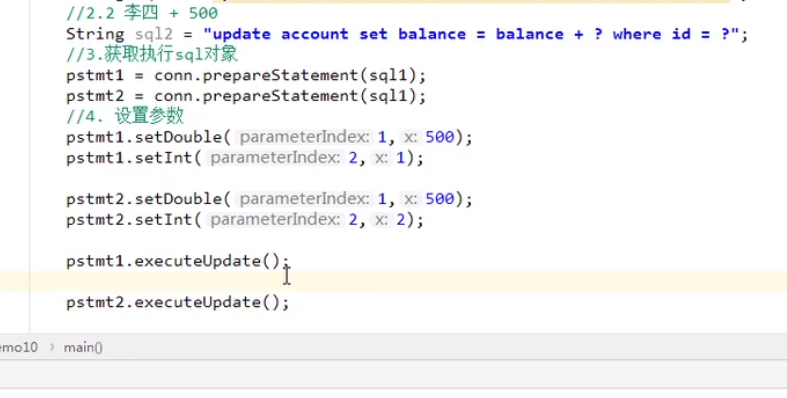 //2.2 李四 + 500
String sql2 = "update account set balance = balance + ? where id = ?";
//3.获取执行sql对象
pstmt1 = conn.prepareStatement(sql1);
pstmt2 = conn.prepareStatement(sql1);
//4. 设置参数
pstmt1.setDouble( parameterIndex: 1, x: 500);
pstmt1.setInt( parameterIndex: 2, x: 1);
pstmt2.setDouble( parameterIndex: 1, x: 500);
pstmt2.setInt( parameterIndex: 2, x: 2);
pstmt1.executeUpdate();
pstmt2.executeUpdate();
emo10 › main()